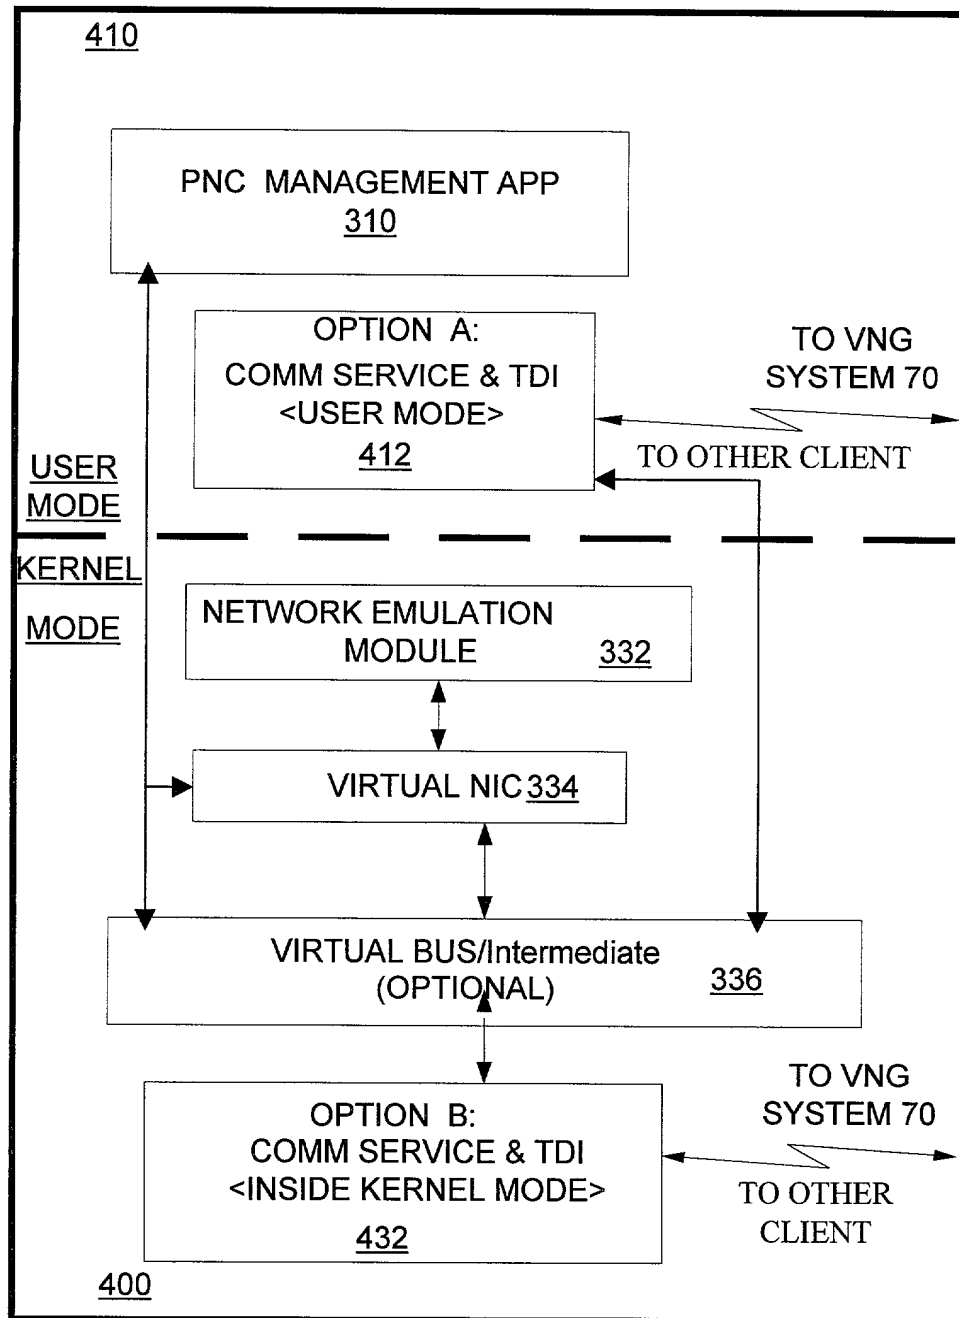 410
PNC MANAGEMENT APP
310
OPTION A:
COMM SERVICE & TDI
<USER MODE>
412
TO VNG
SYSTEM 70
TO OTHER CLIENT
USER
MODE
KERNEL
MODE
NETWORK EMULATION
MODULE 332
VIRTUAL NIC 334
VIRTUAL BUS/Intermediate
(OPTIONAL) 336
OPTION B:
COMM SERVICE & TDI
<INSIDE KERNEL MODE>
432
TO VNG
SYSTEM 70
TO OTHER
CLIENT
400